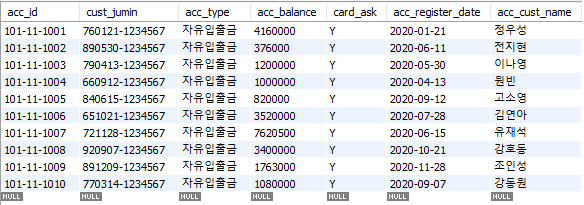 acc_id cust_jumin acc_type acc_balance card_ask acc_register_date acc_cust_name
101-11-1001 760121-1234567 자유입출금 4160000 Y 2020-01-21 정우성
101-11-1002 890530-1234567 자유입출금 376000 Y 2020-06-11 전지현
101-11-1003 790413-1234567 자유입출금 1200000 Y 2020-05-30 이나영
101-11-1004 660912-1234567 자유입출금 1000000 Y 2020-04-13 원빈
101-11-1005 840615-1234567 자유입출금 820000 Y 2020-09-12 고소영
101-11-1006 651021-1234567 자유입출금 3520000 Y 2020-07-28 김연아
101-11-1007 721128-1234567 자유입출금 7620500 Y 2020-06-15 유재석
101-11-1008 920907-1234567 자유입출금 3400000 Y 2020-10-21 강호동
101-11-1009 891209-1234567 자유입출금 1763000 Y 2020-11-28 조인성
101-11-1010 770314-1234567 자유입출금 1080000 Y 2020-09-07 강동원
NULL NULL NULL NULL NULL NULL NULL